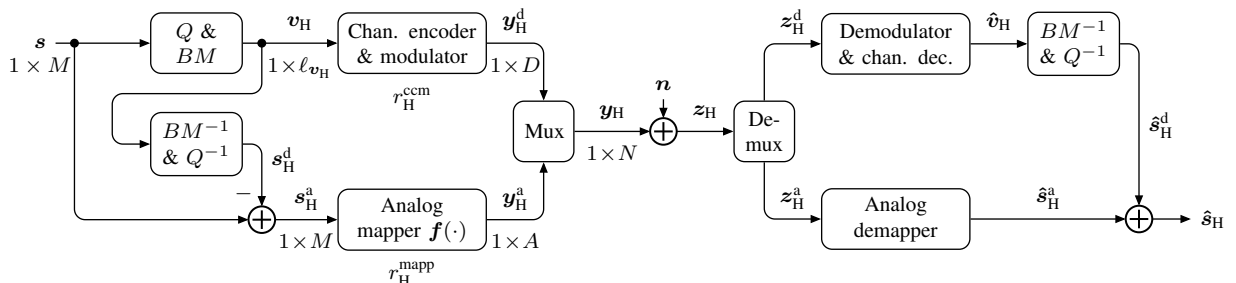 s
1 × M
Q &
BM
v_H
1×ℓ_{v_H}
Chan. encoder
& modulator
r_H^{ccm}
y_H^d
1×D
BM⁻¹
& Q⁻¹
s_H^d
−
s_H^a
1×M
Analog
mapper f(·)
r_H^{mapp}
y_H^a
1×A
Mux
y_H
1×N
n
z_H
De-
mux
z_H^d
Demodulator
& chan. dec.
v̂_H
BM⁻¹
& Q⁻¹
ŝ_H^d
z_H^a
Analog
demapper
ŝ_H^a
ŝ_H